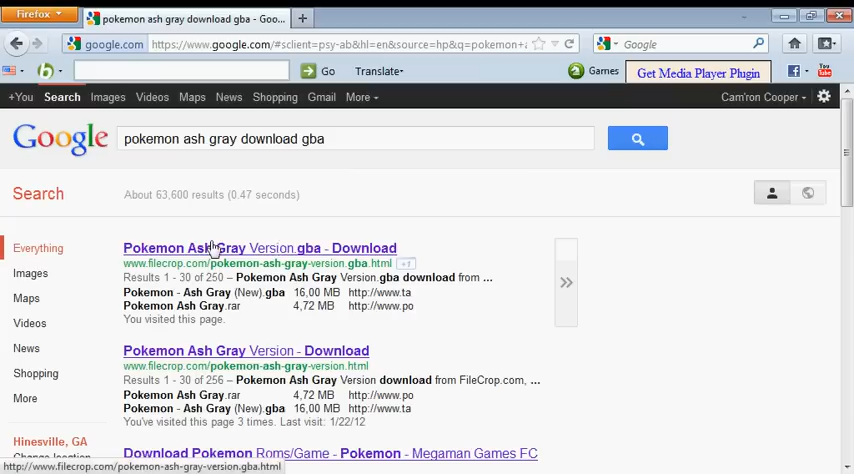 Firefox
pokemon ash gray download gba - Goo...
google.com https://www.google.com/#sclient=psy-ab&hl=en&source=hp&q=pokemon+
Google
Go Translate Games Get Media Player Plugin
+You Search Images Videos Maps News Shopping Gmail More Cam'ron Cooper
Google pokemon ash gray download gba
Search About 63,600 results (0.47 seconds)
Everything
Images
Maps
Videos
News
Shopping
More
Hinesville, GA
Change location
Pokemon Ash Gray Version.gba - Download
www.filecrop.com/pokemon-ash-gray-version.gba.html +1
Results 1 - 30 of 250 – Pokemon Ash Gray Version.gba download from ...
Pokemon - Ash Gray (New).gba 16,00 MB http://www.ta
Pokemon Ash Gray.rar 4,72 MB http://www.po
You visited this page.
Pokemon Ash Gray Version - Download
www.filecrop.com/pokemon-ash-gray-version.html
Results 1 - 30 of 256 – Pokemon Ash Gray Version download from FileCrop.com, ...
Pokemon Ash Gray.rar 4,72 MB http://www.po
Pokemon - Ash Gray (New).gba 16,00 MB http://www.ta
You've visited this page 3 times. Last visit: 1/22/12
Download Pokemon Roms/Game - Pokemon - Megaman Games FC
http://www.filecrop.com/pokemon-ash-gray-version.gba.html